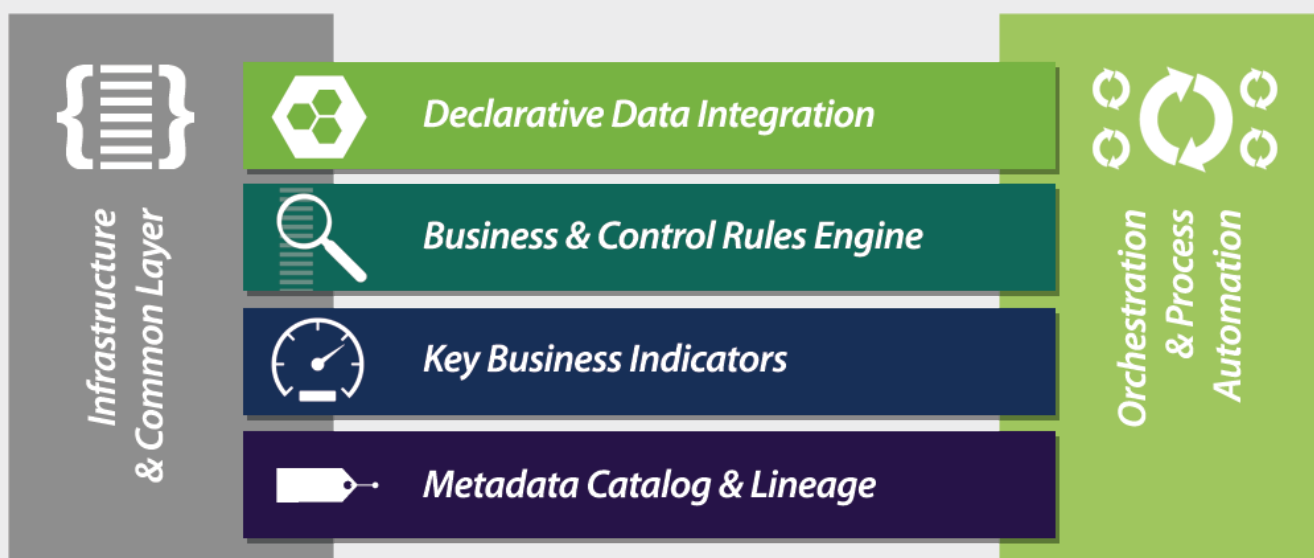 Infrastructure
& Common Layer
Declarative Data Integration
Business & Control Rules Engine
Key Business Indicators
Metadata Catalog & Lineage
Orchestration
& Process
Automation